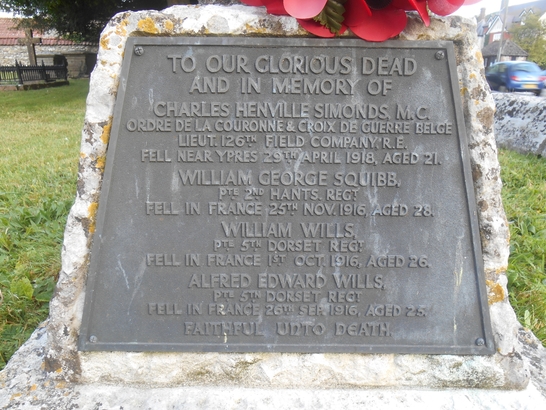 TO OUR GLORIOUS DEAD
AND IN MEMORY OF
CHARLES HENVILLE SIMONDS, M.C.
ORDRE DE LA COURONNE & CROIX DE GUERRE BELGE
LIEUT. 126TH FIELD COMPANY, R.E.
FELL NEAR YPRES 29TH APRIL 1918, AGED 21.
WILLIAM GEORGE SQUIBB,
PTE 2ND HANTS. REGT
FELL IN FRANCE 25TH NOV. 1916, AGED 28.
WILLIAM WILLS,
PTE 5TH DORSET REGT
FELL IN FRANCE 1ST OCT. 1916, AGED 26.
ALFRED EDWARD WILLS,
PTE 5TH DORSET REGT
FELL IN FRANCE 26TH SEP. 1916, AGED 25.
FAITHFUL UNTO DEATH.